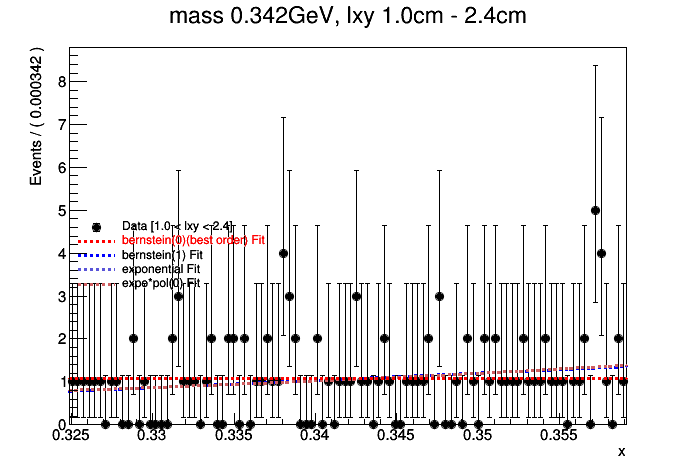 mass 0.342GeV, lxy 1.0cm - 2.4cm
Events / ( 0.000342 )
8
7
6
5
4
3
2
1
0
Data [1.0 < lxy < 2.4]
bernstein(0)(best order) Fit
bernstein(1) Fit
exponential Fit
expo*pol(0) Fit
0.325 0.33 0.335 0.34 0.345 0.35 0.355
x